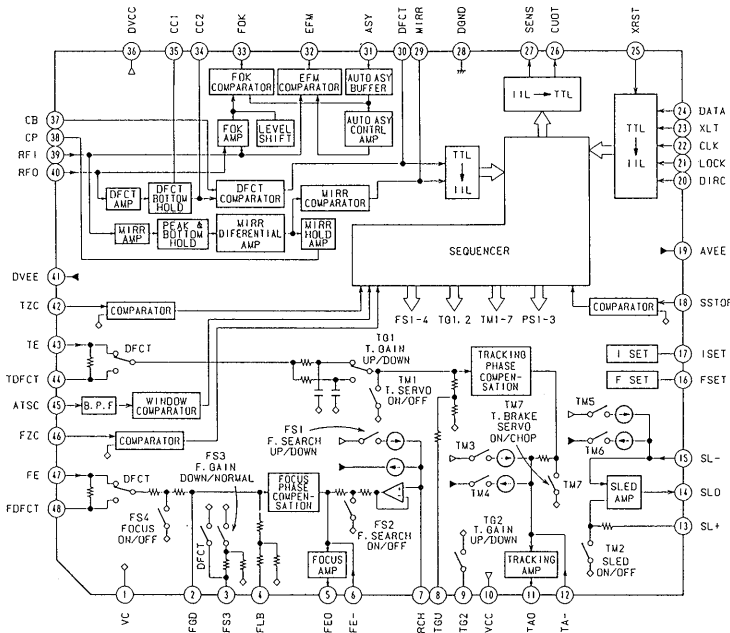 DVCC CC1 CC2 FOK EFM ASY DFCT MIRR DGND SENS CUOT XRST
36 35 34 33 32 31 30 29 28 27 26 25
FOK COMPARATOR
EFM COMPARATOR
AUTO ASY BUFFER
IIL → TTL
FOK AMP
LEVEL SHIFT
AUTO ASY CONTRL AMP
TTL
IIL
TTL
IIL
CB 37
CP 38
RFI 39
RFO 40
24 DATA
23 XLT
22 CLK
21 LOCK
20 DIRC
DFCT AMP
DFCT BOTTOM HOLD
DFCT COMPARATOR
MIRR COMPARATOR
MIRR AMP
PEAK & BOTTOM HOLD
MIRR DIFERENTIAL AMP
MIRR HOLD AMP
SEQUENCER
19 AVEE
DVEE 41
TZC 42
COMPARATOR
FS1-4 TG1,2 TM1-7 PS1-3
COMPARATOR
18 SSTOP
TE 43
DFCT
TG1
T. GAIN
UP/DOWN
TM1
T. SERVO
ON/OFF
TRACKING PHASE COMPEN-SATION
I SET
17 ISET
F SET
16 FSET
TDFCT 44
ATSC 45
B.P.F
WINDOW COMPARATOR
FZC 46
COMPARATOR
FS1
F. SEARCH
UP/DOWN
TM7
T. BRAKE
SERVO
ON/CHOP
TM5
TM6
15 SL-
FE 47
DFCT
FS3
F. GAIN
DOWN/NORMAL
FOCUS PHASE COMPEN-SATION
TM3
TM4
TM7
SLED AMP
14 SLO
FDFCT 48
FS4
FOCUS
ON/OFF
DFCT
FS2
F. SEARCH
ON/OFF
TG2
T. GAIN
UP/DOWN
13 SL+
TM2
SLED
ON/OFF
FOCUS AMP
TRACKING AMP
1 2 3 4 5 6 7 8 9 10 11 12
VC FGD FS3 FLB FEO FE- RCH TGU TG2 VCC TAO TA-